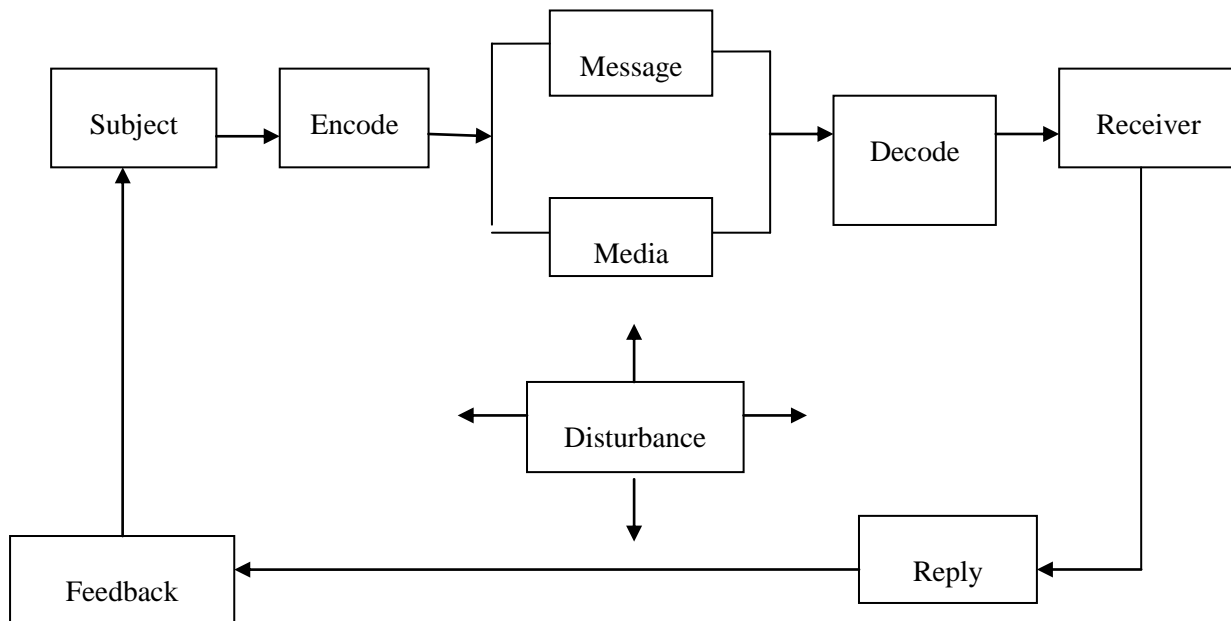 Message
Subject
Encode
Receiver
Decode
Media
Disturbance
Reply
Feedback